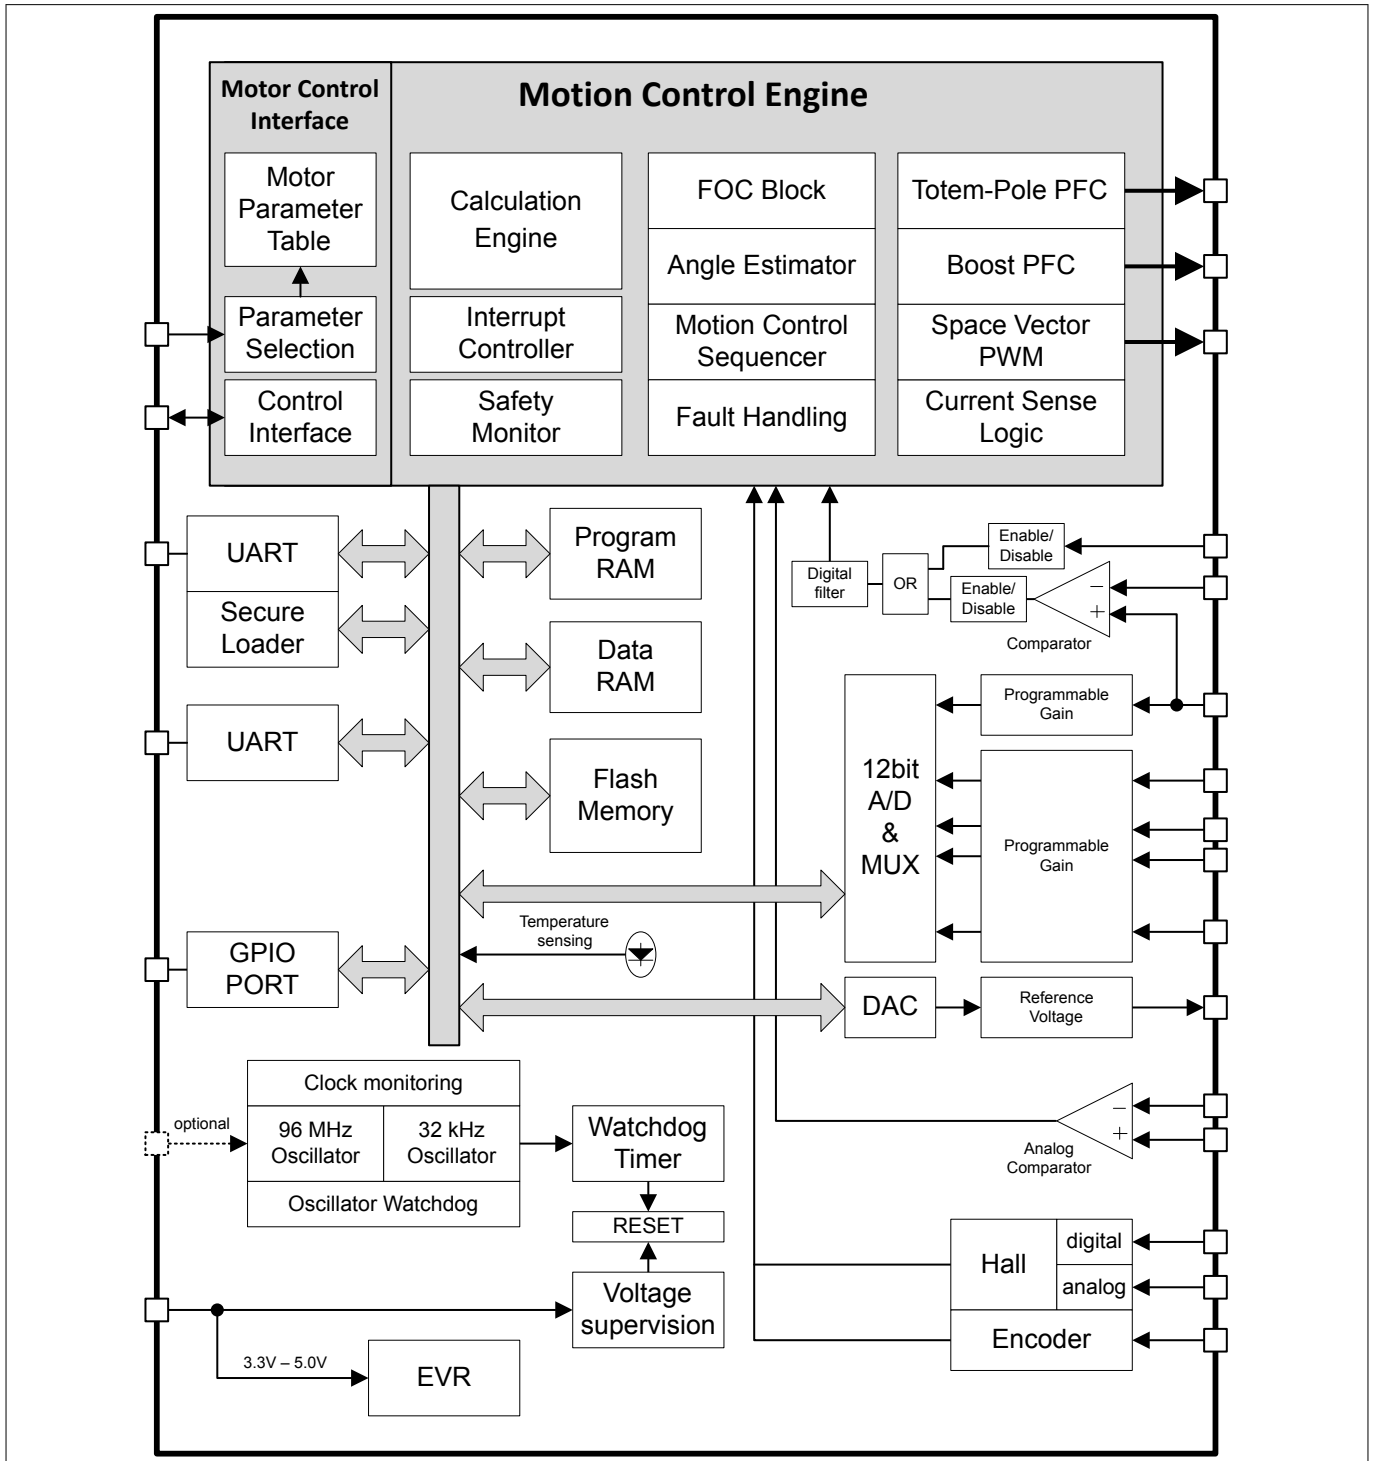 Motor Control
Interface
Motion Control Engine
Motor
Parameter
Table
Parameter
Selection
Control
Interface
Calculation
Engine
Interrupt
Controller
Safety
Monitor
FOC Block
Angle Estimator
Motion Control
Sequencer
Fault Handling
Totem-Pole PFC
Boost PFC
Space Vector
PWM
Current Sense
Logic
UART
Secure
Loader
UART
GPIO
PORT
Program
RAM
Data
RAM
Flash
Memory
Temperature
sensing
Digital
filter
OR
Enable/
Disable
Enable/
Disable
−
+
Comparator
12bit
A/D
&
MUX
Programmable
Gain
Programmable
Gain
DAC
Reference
Voltage
optional
Clock monitoring
96 MHz
Oscillator
32 kHz
Oscillator
Oscillator Watchdog
Watchdog
Timer
RESET
Voltage
supervision
3.3V – 5.0V
EVR
−
+
Analog
Comparator
Hall
digital
analog
Encoder